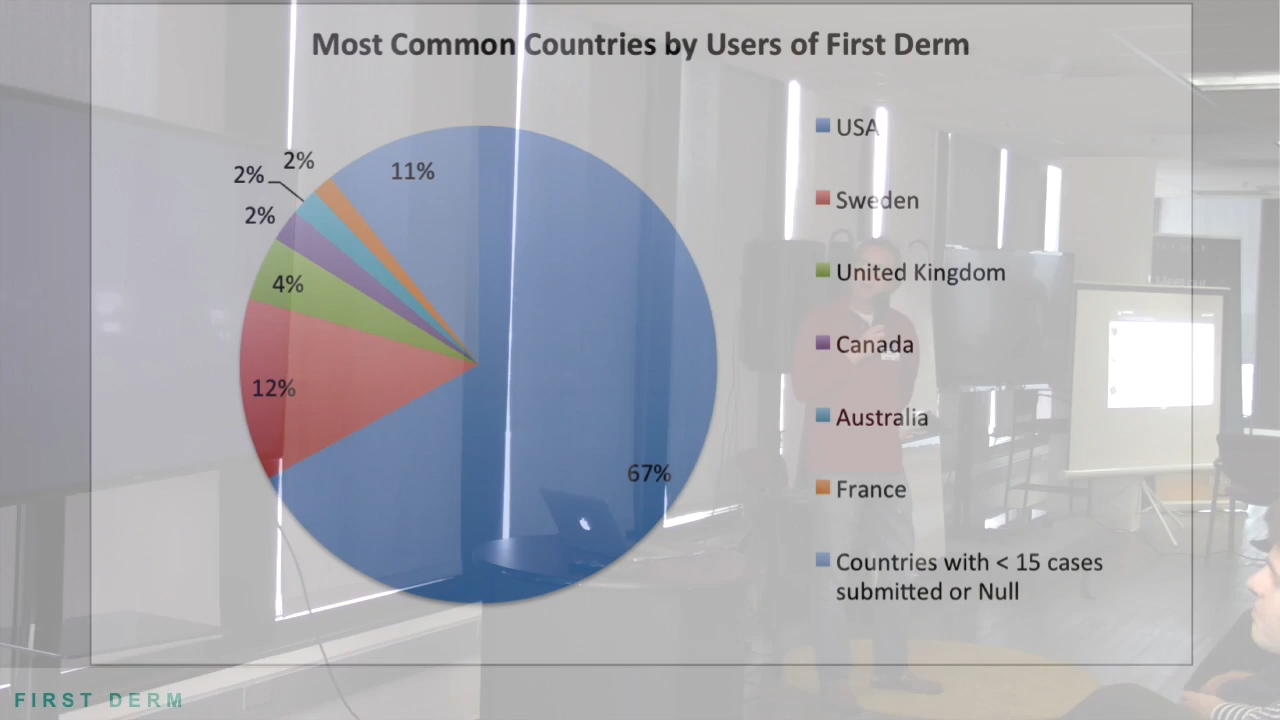 Most Common Countries by Users of First Derm
2%
11%
2%
2%
4%
12%
67%
USA
Sweden
United Kingdom
Canada
Australia
France
Countries with < 15 cases
submitted or Null
FIRST DERM